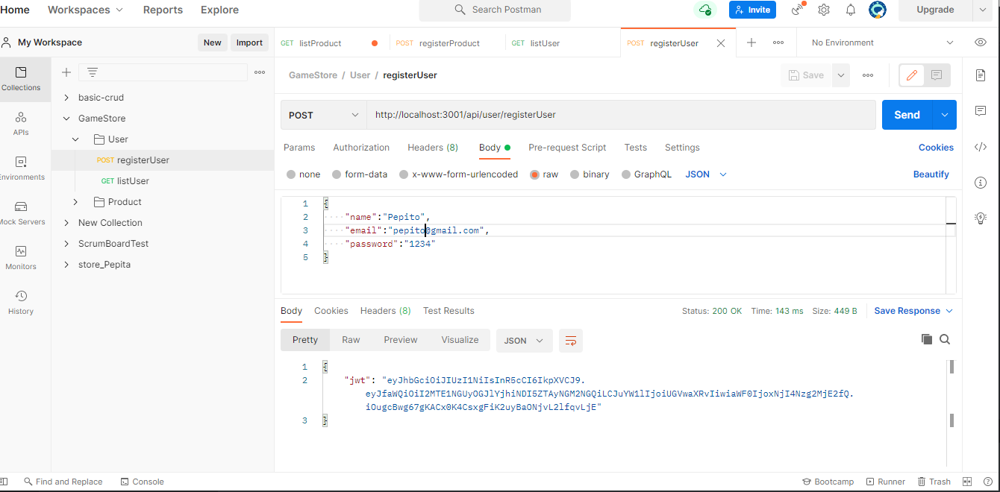 Home Workspaces Reports Explore Search Postman Invite Upgrade
My Workspace New Import GET listProduct POST registerProduct GET listUser POST registerUser No Environment
GameStore / User / registerUser Save
Collections
APIs
Environments
Mock Servers
Monitors
History
basic-crud
GameStore
User
POST registerUser
GET listUser
Product
New Collection
ScrumBoardTest
store_Pepita
POST http://localhost:3001/api/user/registerUser Send
Params Authorization Headers (8) Body Pre-request Script Tests Settings Cookies
none form-data x-www-form-urlencoded raw binary GraphQL JSON Beautify
1 {
2 "name":"Pepito",
3 "email":"pepito@gmail.com",
4 "password":"1234"
5 }
Body Cookies Headers (8) Test Results Status: 200 OK Time: 143 ms Size: 449 B Save Response
Pretty Raw Preview Visualize JSON
1 {
2 "jwt": "eyJhbGciOiJIUzI1NiIsInR5cCI6IkpXVCJ9.
eyJfaWQiOiI2MTE1NGUyOGJlYjhiNDI5ZTAyNGM2NGQiLCJuYW1lIjoiUGVwaXRvIiwiaWF0IjoxNjI4Nzg2MjE2fQ.
iOugcBwg67gKACx0K4CsxgFiK2uyBaONjvL2lfqvLjE"
3 }
Find and Replace Console Bootcamp Runner Trash